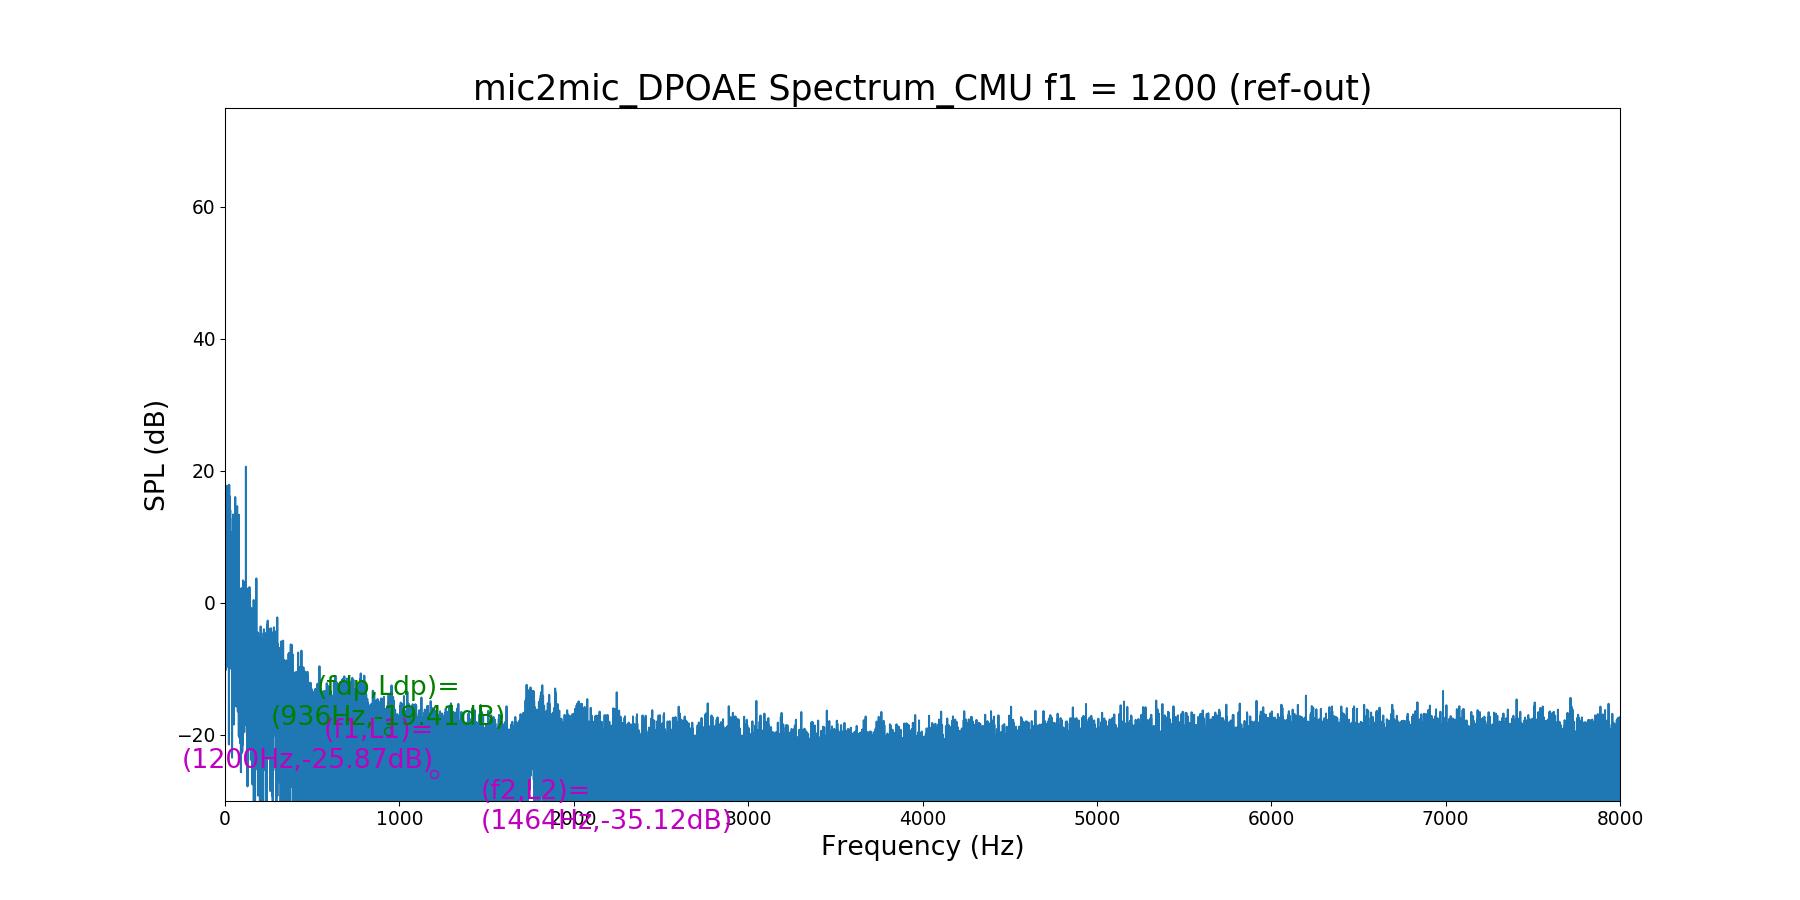 mic2mic_DPOAE Spectrum_CMU f1 = 1200 (ref-out)
SPL (dB)
60
40
20
0
−20
(fdp,Ldp)=
(936Hz,-19.41dB)
(f1,L1)=
(1200Hz,-25.87dB)
(f2,L2)=
(1464Hz,-35.12dB)
0 1000 2000 3000 4000 5000 6000 7000 8000
Frequency (Hz)